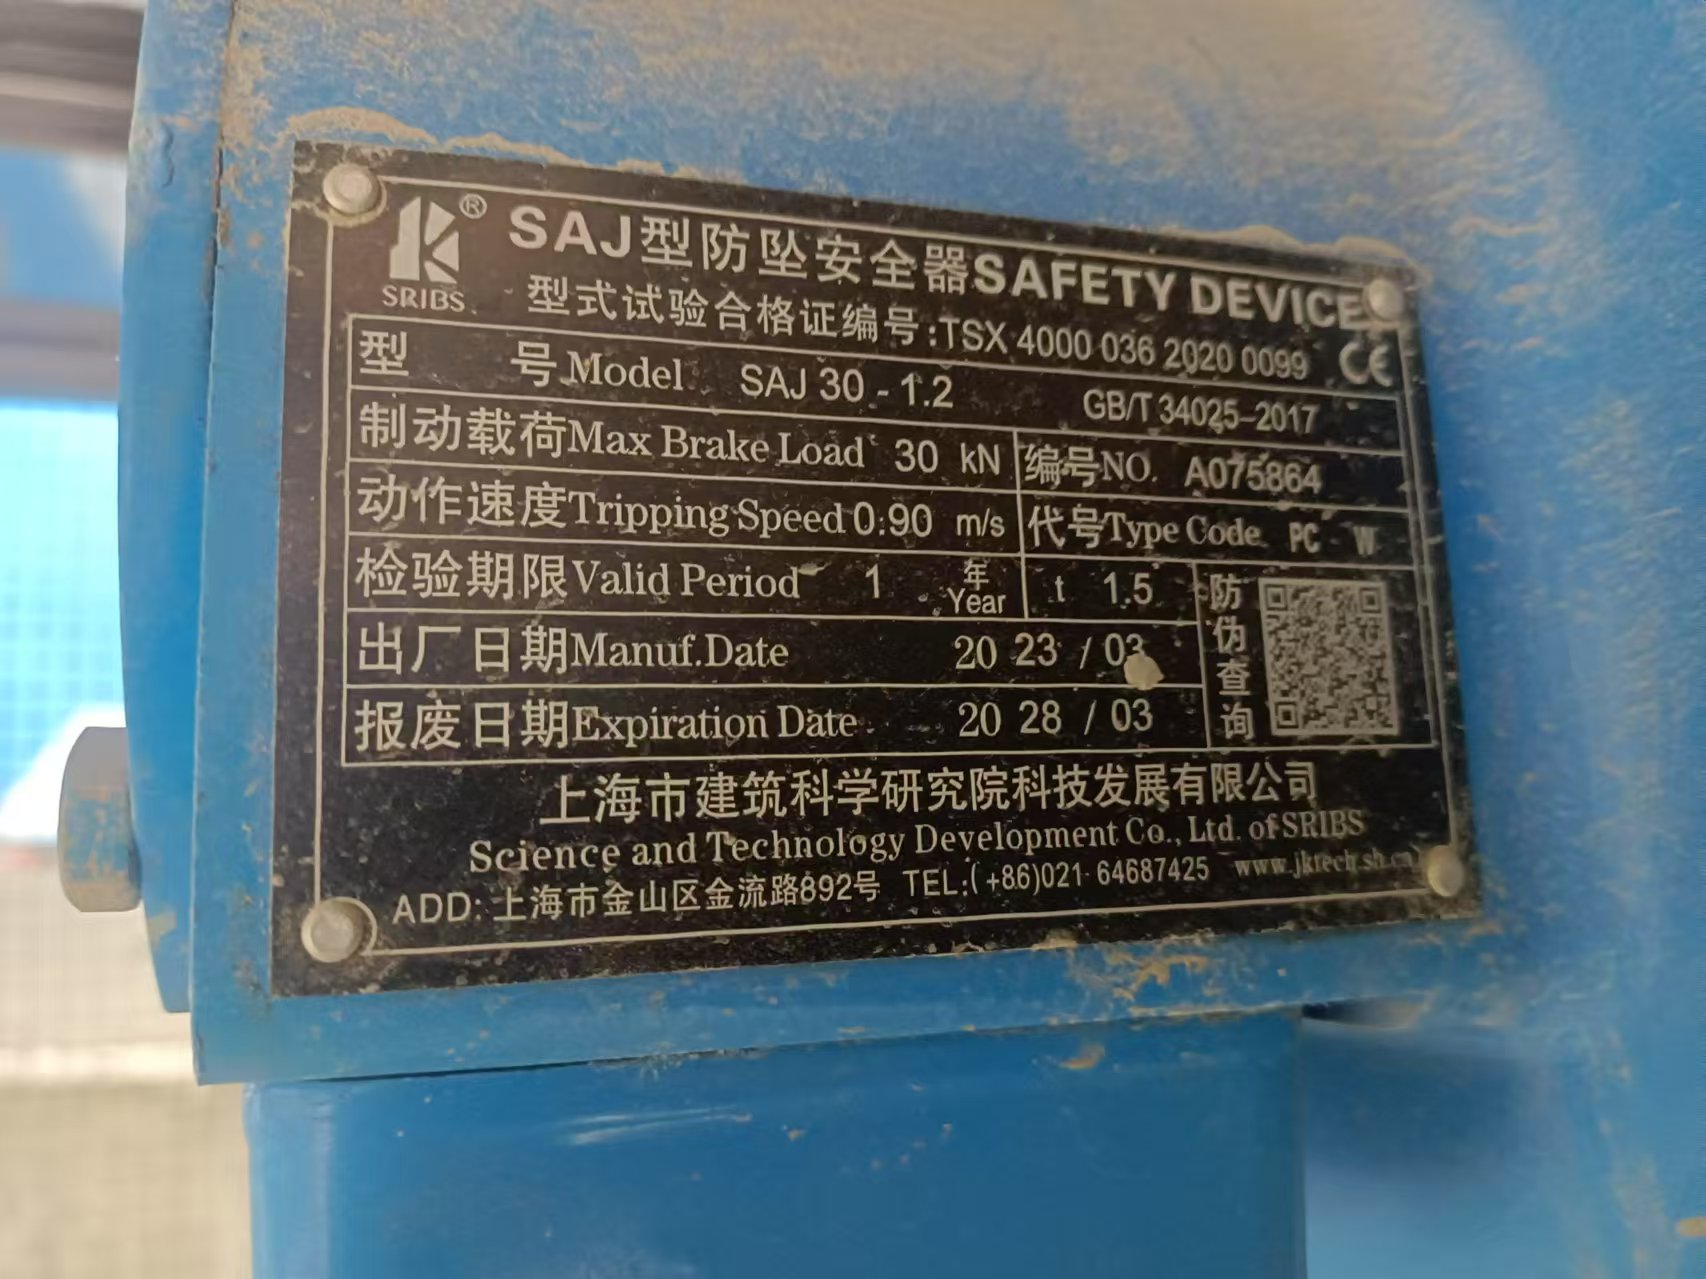 SRIBS ®
SAJ型防坠安全器SAFETY DEVICE
型式试验合格证编号:TSX 4000 036 2020 0099 CE
型 号Model SAJ 30-1.2 GB/T 34025-2017
制动载荷Max Brake Load 30 kN 编号NO. A075864
动作速度Tripping Speed 0.90 m/s 代号Type Code PC - W
检验期限Valid Period 1 年Year t 1.5
出厂日期Manuf.Date 20 23 / 03
报废日期Expiration Date 20 28 / 03
防伪查询
上海市建筑科学研究院科技发展有限公司
Science and Technology Development Co., Ltd. of SRIBS
ADD: 上海市金山区金流路892号 TEL:(+86)021-64687425 www.jktech.sh.cn